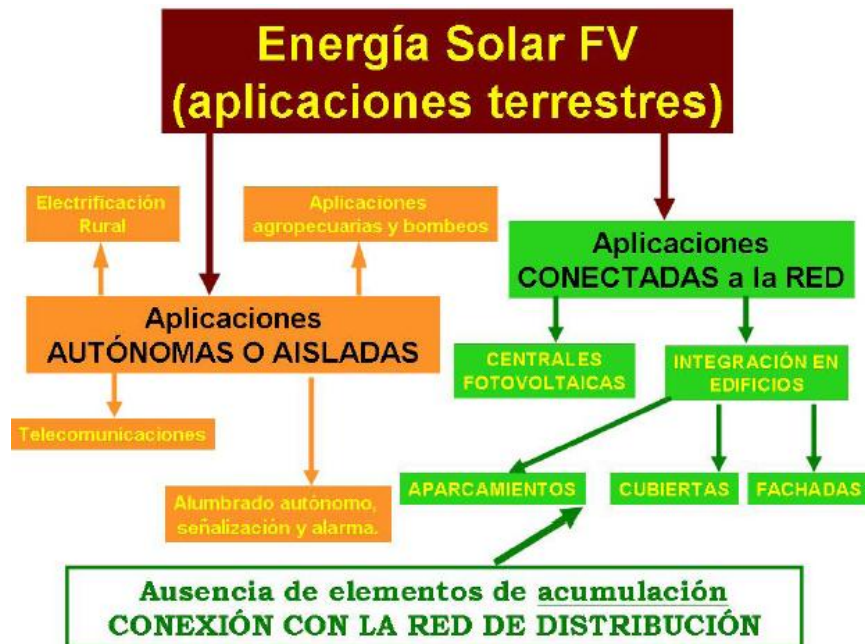 Energía Solar FV
(aplicaciones terrestres)
Electrificación
Rural
Aplicaciones
agropecuarias y bombeos
Aplicaciones
CONECTADAS a la RED
Aplicaciones
AUTÓNOMAS O AISLADAS
CENTRALES
FOTOVOLTAICAS
INTEGRACIÓN EN
EDIFICIOS
Telecomunicaciones
APARCAMIENTOS
CUBIERTAS
FACHADAS
Alumbrado autónomo,
señalización y alarma.
Ausencia de elementos de acumulación
CONEXIÓN CON LA RED DE DISTRIBUCIÓN